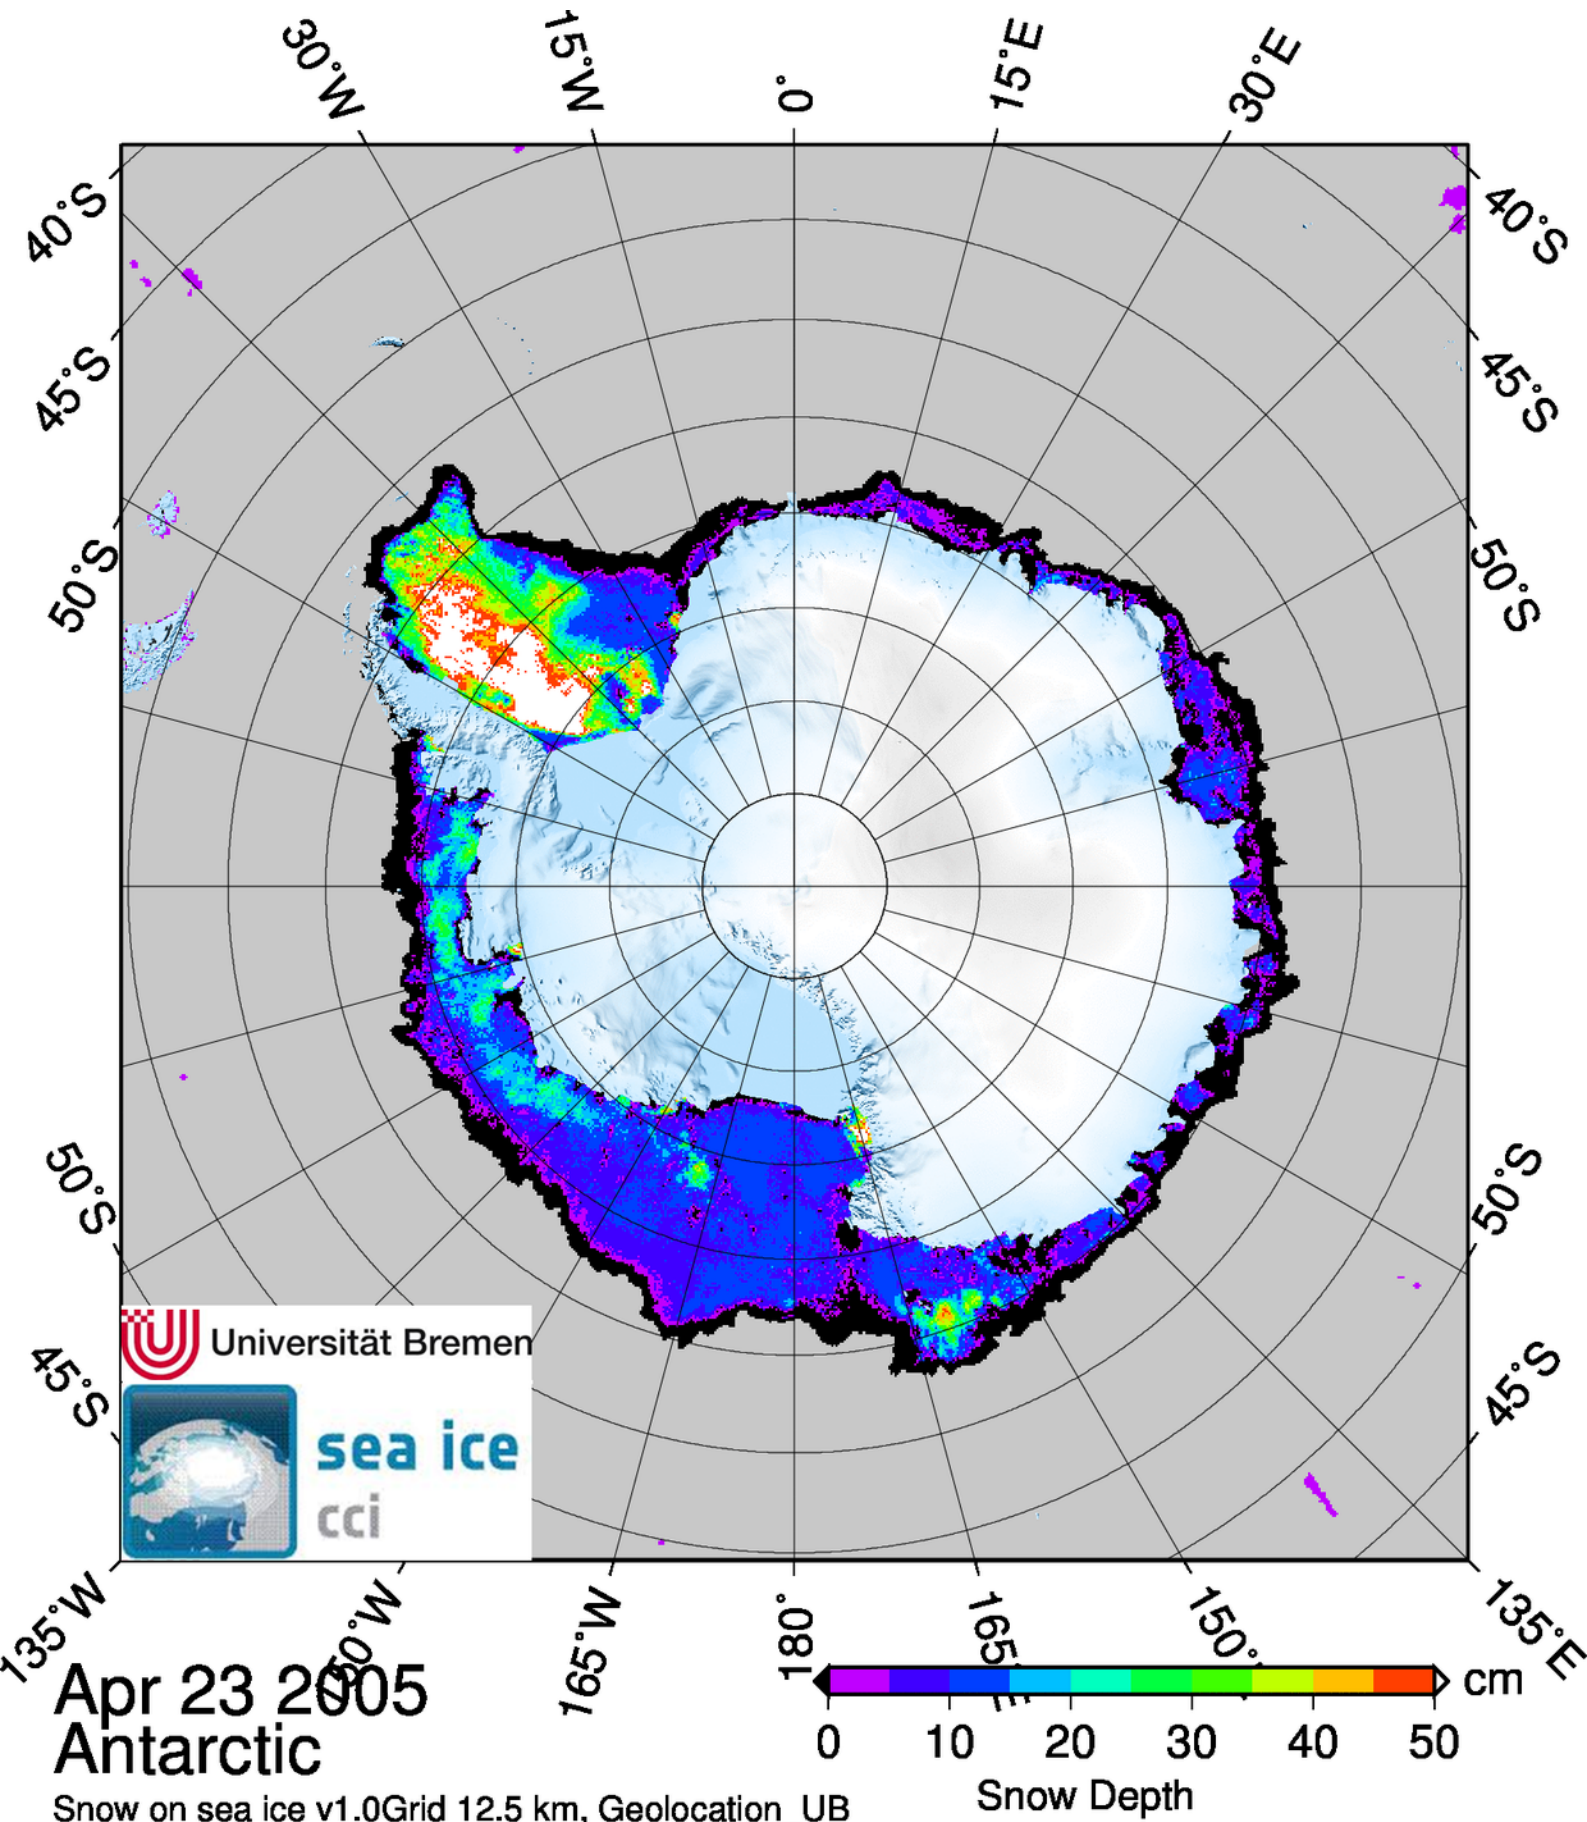 30°W 15°W 0° 15°E 30°E
40°S 40°S
45°S 45°S
50°S 50°S
50°S 50°S
45°S 45°S
Universität Bremen
sea ice
cci
135°W 150°W 165°W 180° 165°E 150° 135°E
Apr 23 2005
Antarctic
Snow on sea ice v1.0Grid 12.5 km, Geolocation UB
cm
0 10 20 30 40 50
Snow Depth